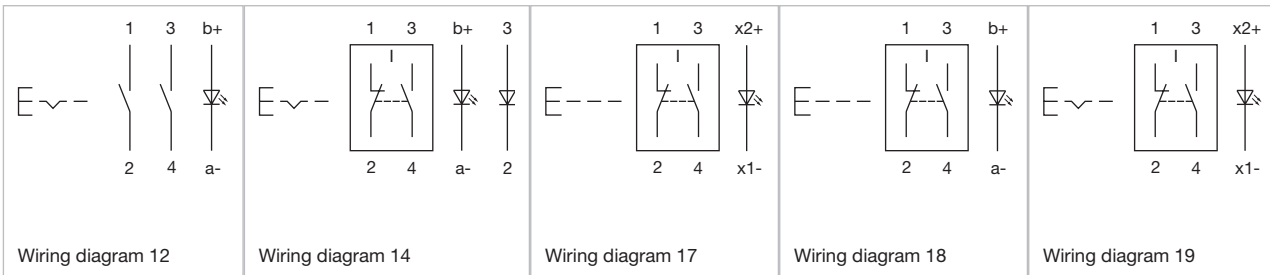 1 3 b+
2 4 a-
Wiring diagram 12
1 3 b+ 3
I
2 4 a- 2
Wiring diagram 14
1 3 x2+
I
2 4 x1-
Wiring diagram 17
1 3 b+
I
2 4 a-
Wiring diagram 18
1 3 x2+
I
2 4 x1-
Wiring diagram 19